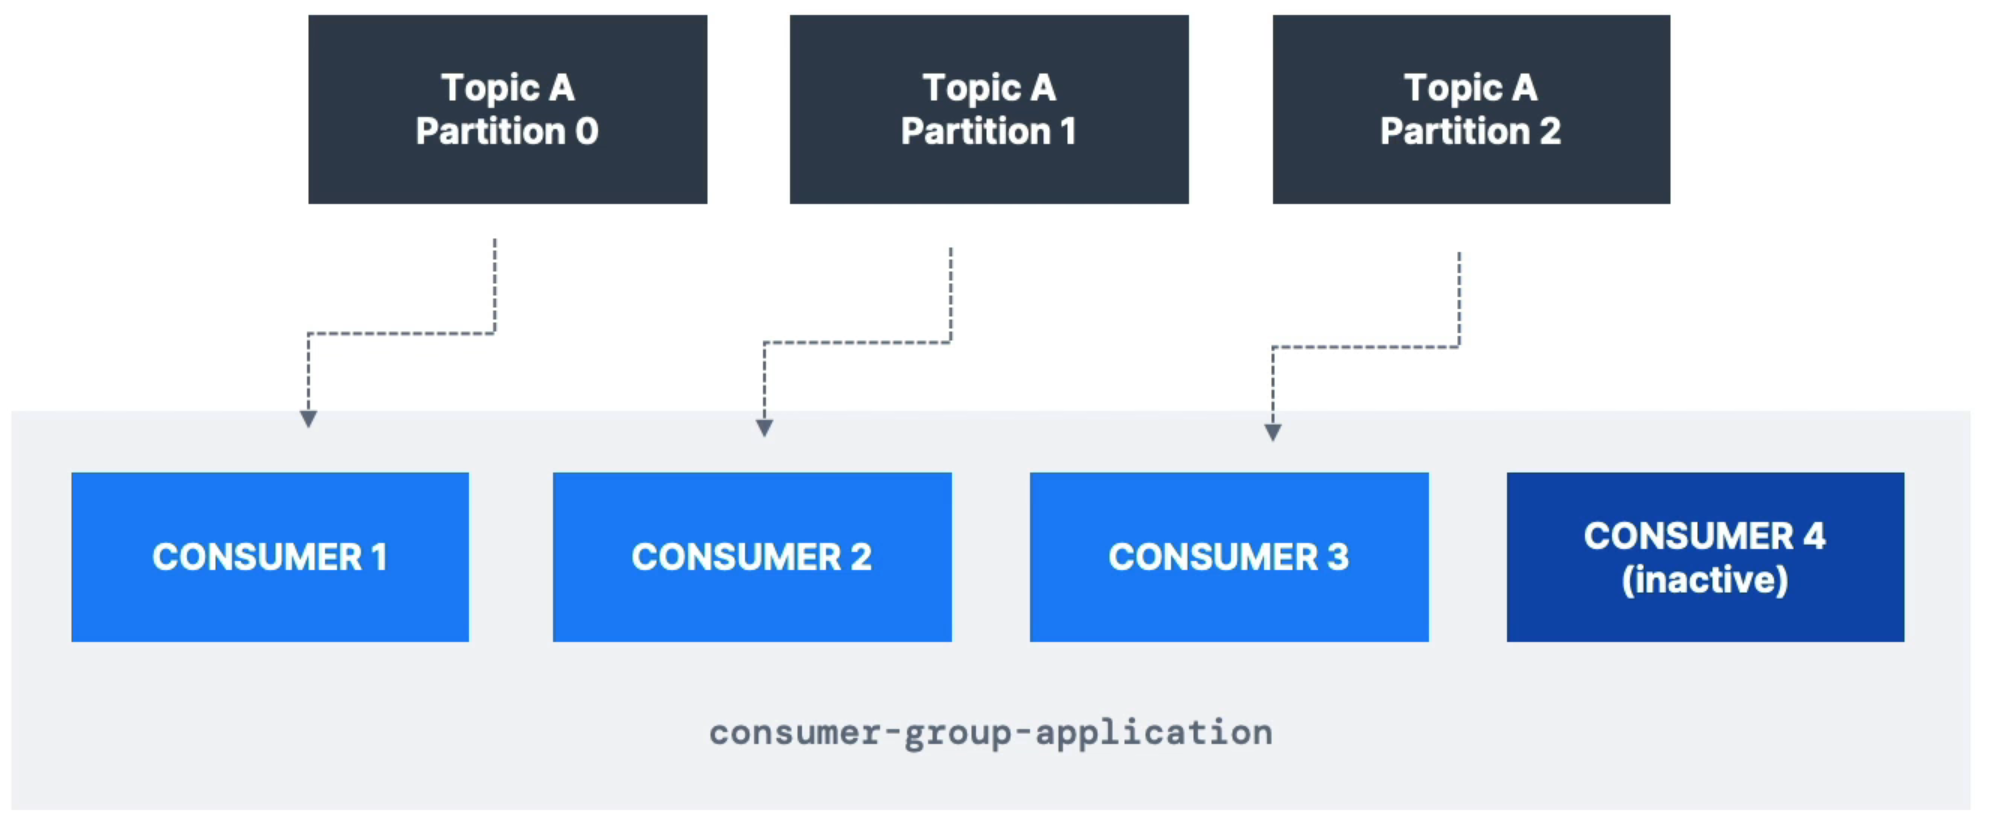 Topic A
Partition 0
Topic A
Partition 1
Topic A
Partition 2
CONSUMER 1
CONSUMER 2
CONSUMER 3
CONSUMER 4
(inactive)
consumer-group-application